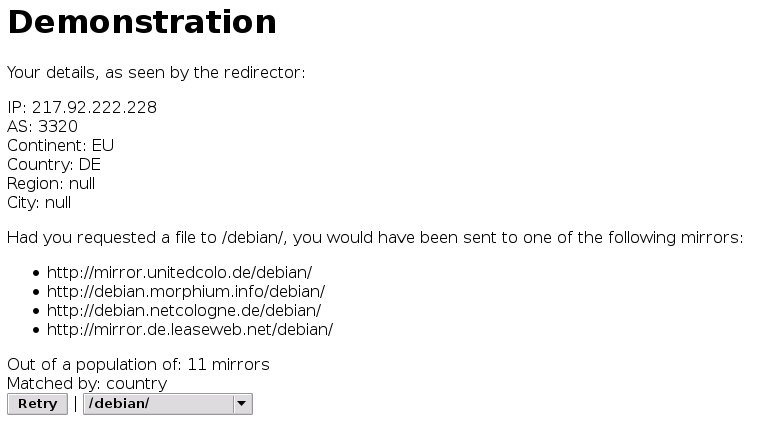 Demonstration
Your details, as seen by the redirector:
IP: 217.92.222.228
AS: 3320
Continent: EU
Country: DE
Region: null
City: null
Had you requested a file to /debian/, you would have been sent to one of the following mirrors:
• http://mirror.unitedcolo.de/debian/
• http://debian.morphium.info/debian/
• http://debian.netcologne.de/debian/
• http://mirror.de.leaseweb.net/debian/
Out of a population of: 11 mirrors
Matched by: country
Retry | /debian/